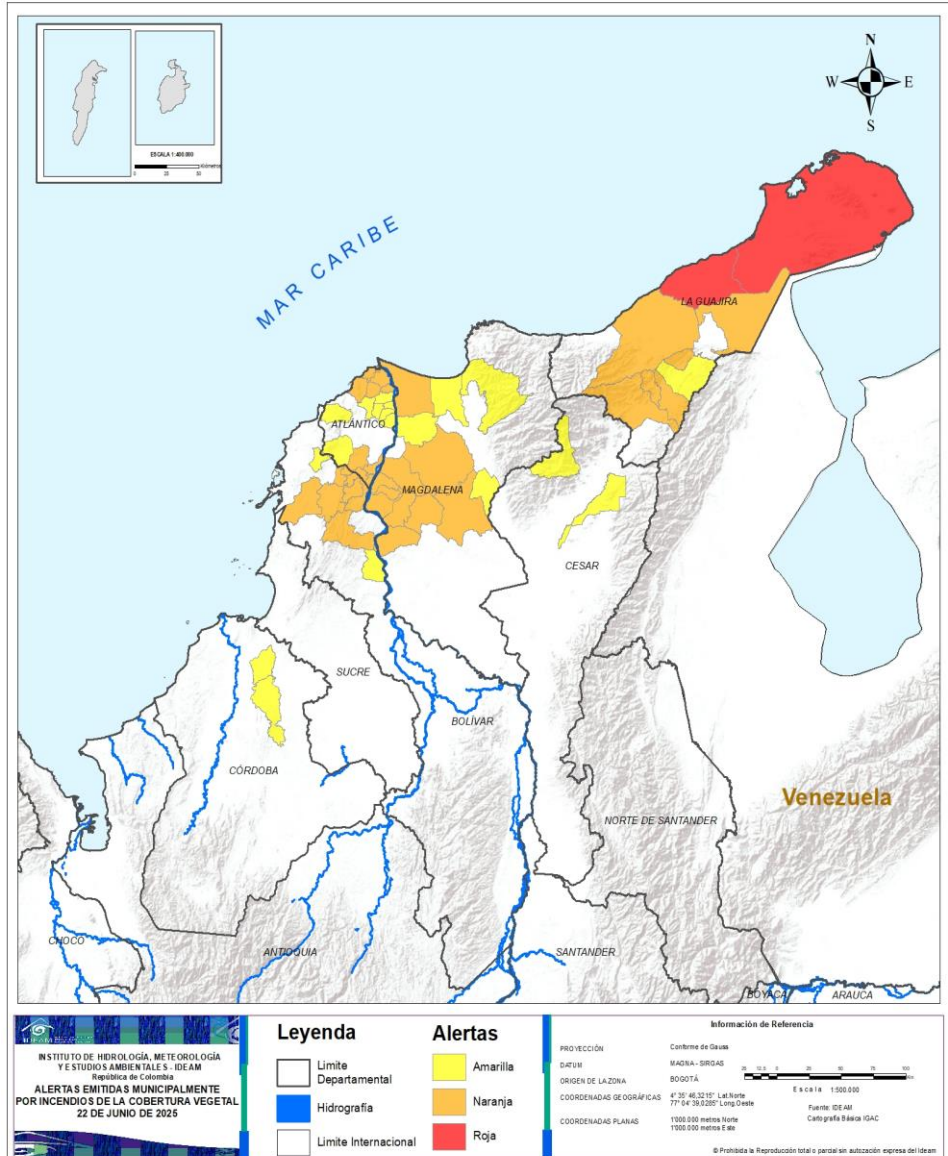 N
W E
S
ESCALA 1:400.000
MAR CARIBE
LA GUAJIRA
ATLÁNTICO
MAGDALENA
CESAR
SUCRE
BOLÍVAR
CÓRDOBA
Venezuela
NORTE DE SANTANDER
CHOCO
ANTIOQUIA
SANTANDER
BOYACÁ
ARAUCA
IDEAM
INSTITUTO DE HIDROLOGÍA, METEOROLOGÍA
Y ESTUDIOS AMBIENTALES - IDEAM
República de Colombia
ALERTAS EMITIDAS MUNICIPALMENTE
POR INCENDIOS DE LA COBERTURA VEGETAL
22 DE JUNIO DE 2025
Leyenda
Limite
Departamental
Hidrografía
Limite Internacional
Alertas
Amarilla
Naranja
Roja
Información de Referencia
PROYECCIÓN Conforme de Gauss
DATUM MAGNA - SIRGAS
ORIGEN DE LA ZONA BOGOTÁ
COORDENADAS GEOGRÁFICAS 4° 35' 46,3215" Lat.Norte
77° 04' 39,0285" Long.Oeste
COORDENADAS PLANAS 1'000.000 metros Norte
1'000.000 metros Este
Escala 1:500.000
Fuente: IDEAM
Cartografía Básica IGAC
© Prohibida la Reproducción total o parcial sin autozación expresa del Ideam